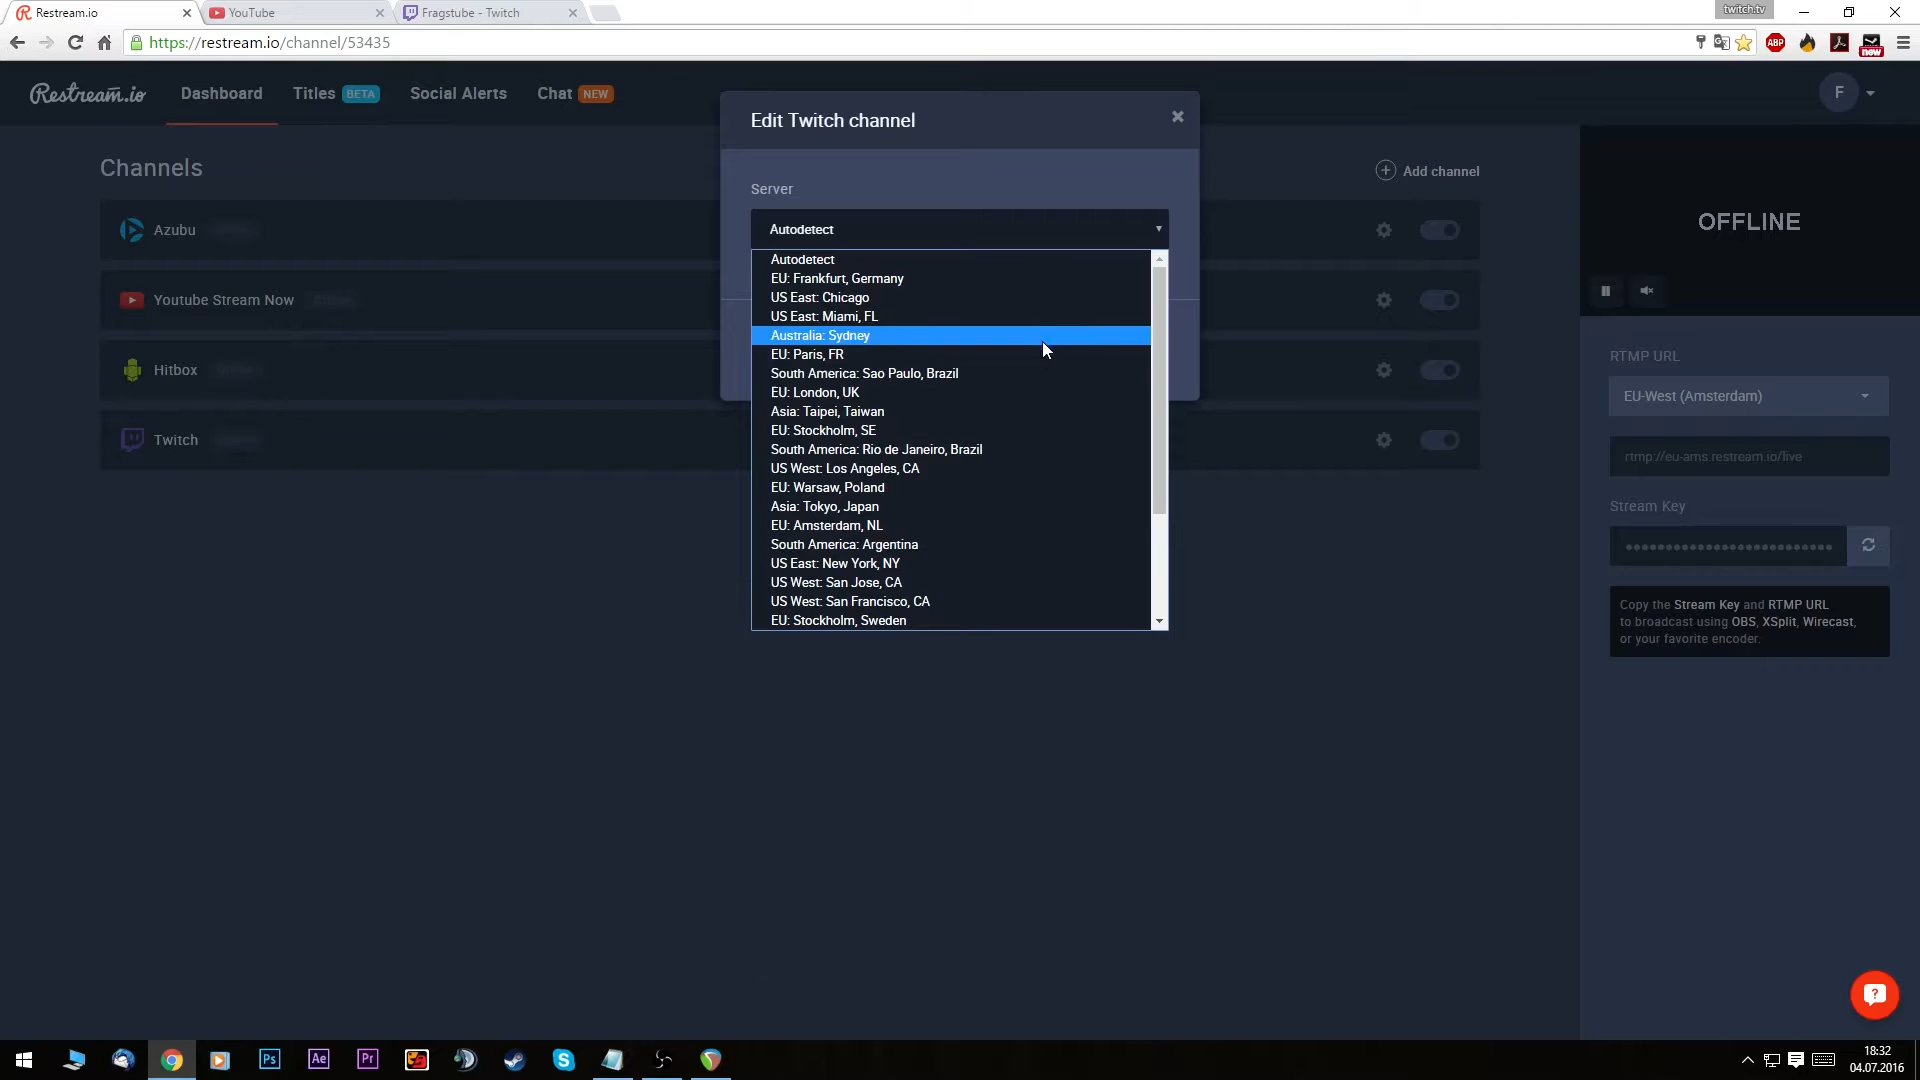 Restream.io
YouTube
Fragstube - Twitch
twitch.tv
https://restream.io/channel/53435
ABP
new
Restream.io
Dashboard
Titles BETA
Social Alerts
Chat NEW
F
Edit Twitch channel
Channels
Add channel
Server
Autodetect
Azubu
Youtube Stream Now
Hitbox
Twitch
Autodetect
EU: Frankfurt, Germany
US East: Chicago
US East: Miami, FL
Australia: Sydney
EU: Paris, FR
South America: Sao Paulo, Brazil
EU: London, UK
Asia: Taipei, Taiwan
EU: Stockholm, SE
South America: Rio de Janeiro, Brazil
US West: Los Angeles, CA
EU: Warsaw, Poland
Asia: Tokyo, Japan
EU: Amsterdam, NL
South America: Argentina
US East: New York, NY
US West: San Jose, CA
US West: San Francisco, CA
EU: Stockholm, Sweden
OFFLINE
RTMP URL
EU-West (Amsterdam)
rtmp://eu-ams.restream.io/live
Stream Key
Copy the Stream Key and RTMP URL
to broadcast using OBS, XSplit, Wirecast,
or your favorite encoder.
Ps
Ae
Pr
18:32
04.07.2016